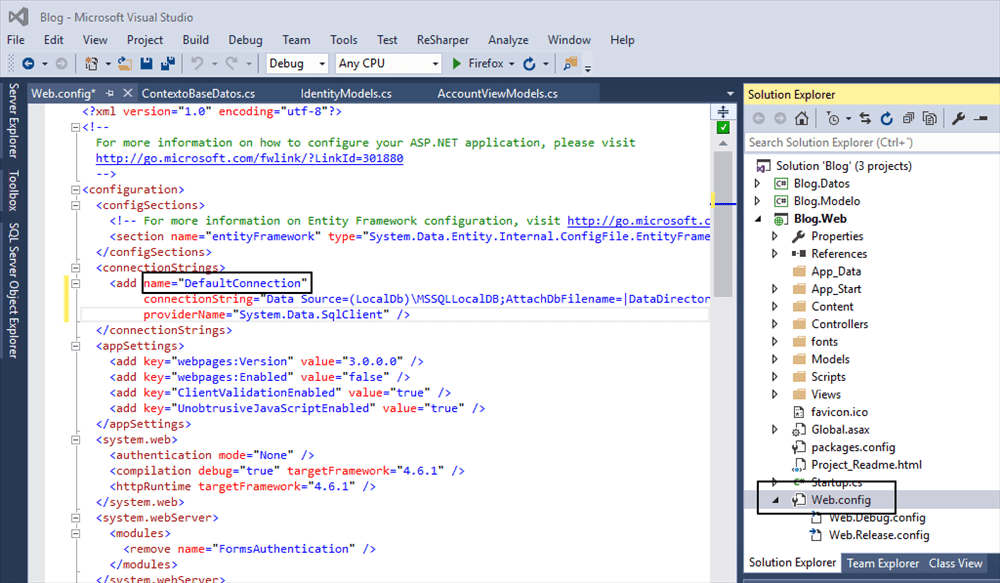 Blog - Microsoft Visual Studio
File Edit View Project Build Debug Team Tools Test ReSharper Analyze Window Help
Debug Any CPU Firefox
Server Explorer
Toolbox
SQL Server Object Explorer
Web.config* ContextoBaseDatos.cs IdentityModels.cs AccountViewModels.cs
<?xml version="1.0" encoding="utf-8"?>
<!--
For more information on how to configure your ASP.NET application, please visit
http://go.microsoft.com/fwlink/?LinkId=301880
-->
<configuration>
<configSections>
<!-- For more information on Entity Framework configuration, visit http://go.microsoft.c
<section name="entityFramework" type="System.Data.Entity.Internal.ConfigFile.EntityFrame
</configSections>
<connectionStrings>
<add name="DefaultConnection"
connectionString="Data Source=(LocalDb)\MSSQLLocalDB;AttachDbFilename=|DataDirector
providerName="System.Data.SqlClient" />
</connectionStrings>
<appSettings>
<add key="webpages:Version" value="3.0.0.0" />
<add key="webpages:Enabled" value="false" />
<add key="ClientValidationEnabled" value="true" />
<add key="UnobtrusiveJavaScriptEnabled" value="true" />
</appSettings>
<system.web>
<authentication mode="None" />
<compilation debug="true" targetFramework="4.6.1" />
<httpRuntime targetFramework="4.6.1" />
</system.web>
<system.webServer>
<modules>
<remove name="FormsAuthentication" />
</modules>
</system.webServer>
Solution Explorer
Search Solution Explorer (Ctrl+´)
Solution 'Blog' (3 projects)
C# Blog.Datos
C# Blog.Modelo
Blog.Web
Properties
References
App_Data
App_Start
Content
Controllers
fonts
Models
Scripts
Views
favicon.ico
Global.asax
packages.config
Project_Readme.html
C# Startup.cs
Web.config
Web.Debug.config
Web.Release.config
Solution Explorer Team Explorer Class View